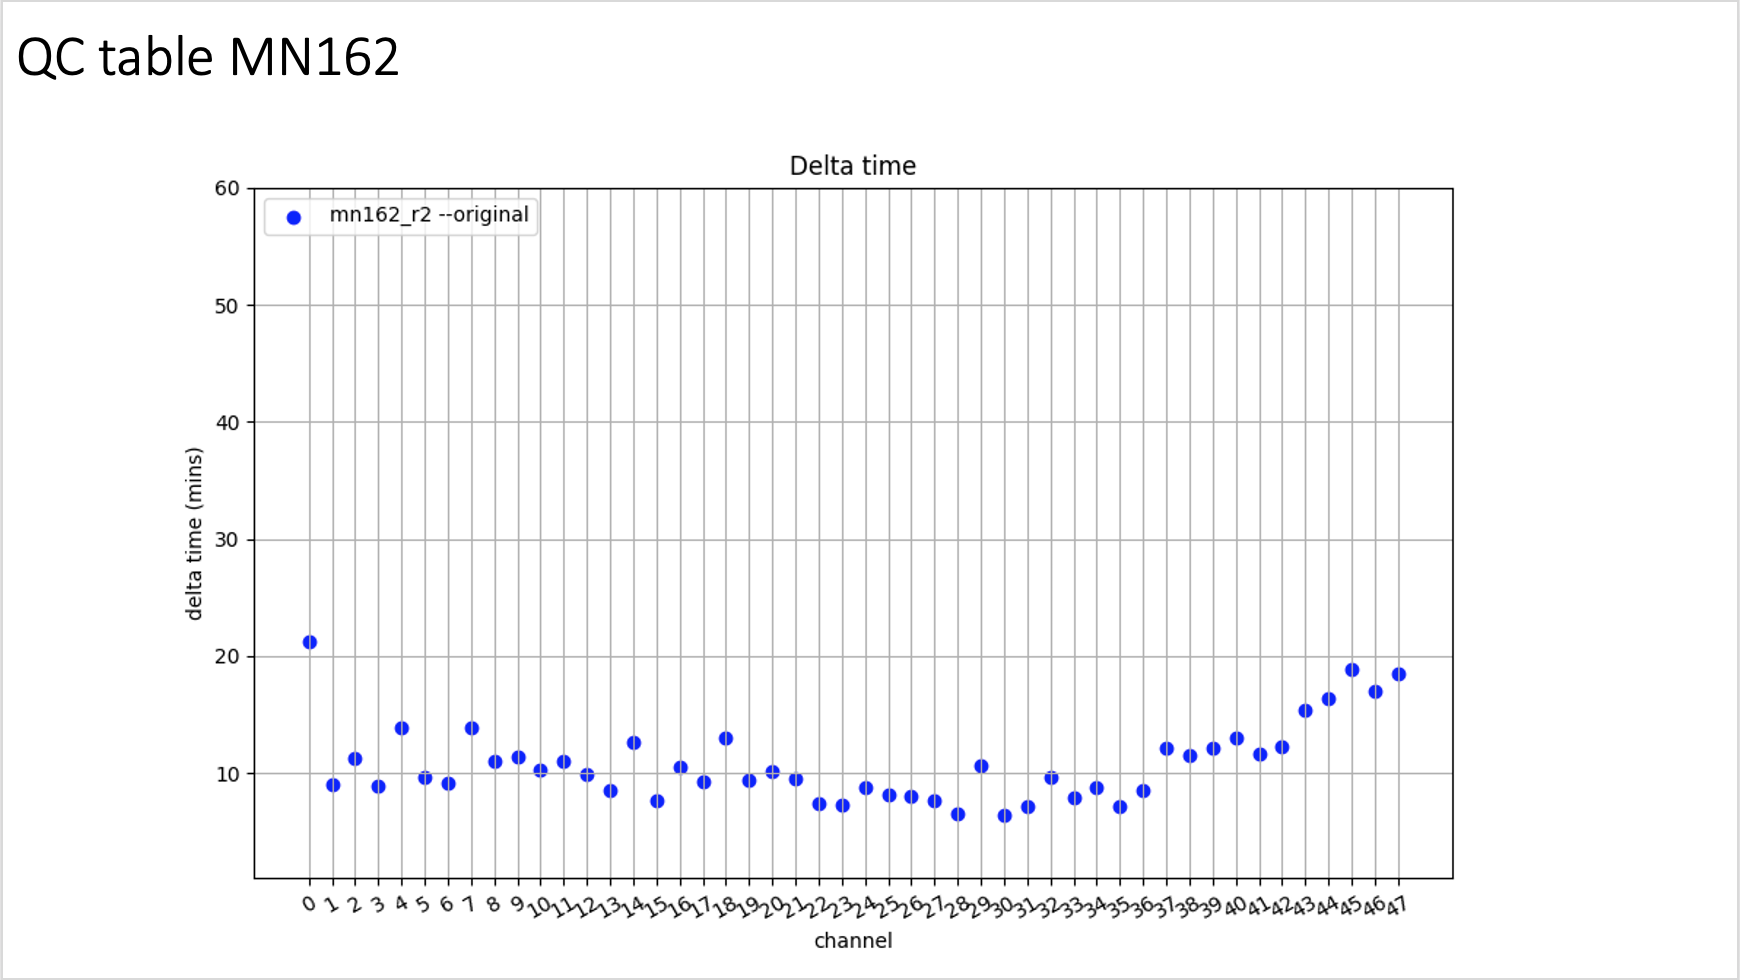 QC table MN162
Delta time
60
mn162_r2 --original
50
40
delta time (mins)
30
20
10
0 1 2 3 4 5 6 7 8 9 10 11 12 13 14 15 16 17 18 19 20 21 22 23 24 25 26 27 28 29 30 31 32 33 34 35 36 37 38 39 40 41 42 43 44 45 46 47
channel